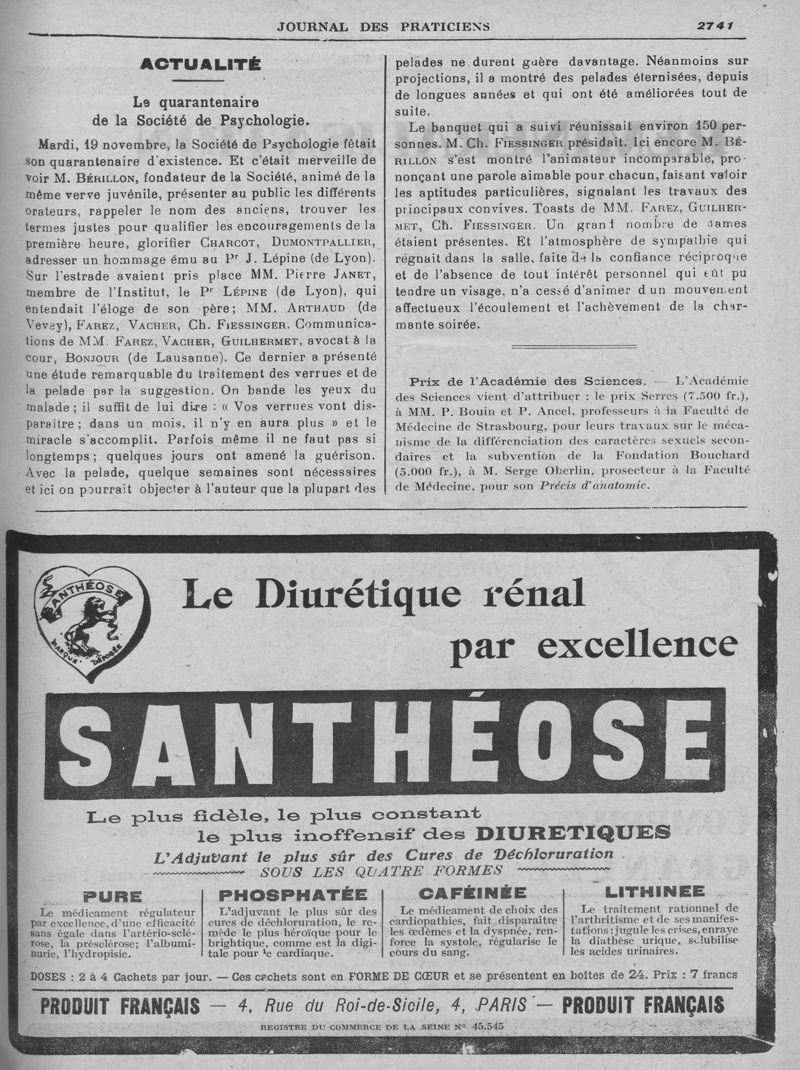 JOURNAL DES PRATICIENS 2741
ACTUALITÉ
Le quarantenaire
de la Société de Psychologie.
Mardi, 19 novembre, la Société de Psychologie fêtait
son quarantenaire d'existence. Et c'était merveille de
voir M. BÉRILLON, fondateur de la Société, animé de la
même verve juvénile, présenter au public les différents
orateurs, rappeler le nom des anciens, trouver les
termes justes pour qualifier les encouragements de la
première heure, glorifier CHARCOT, DUMONTPALLIER,
adresser un hommage ému au Pr J. Lépine (de Lyon).
Sur l'estrade avaient pris place MM. Pierre JANET,
membre de l'Institut, le Pr LÉPINE (de Lyon), qui
entendait l'éloge de son père ; MM. ARTHAUD (de
Vevey), FAREZ, VACHER, Ch. FIESSINGER. Communica-
tions de MM. FAREZ, VACHER, GUILHERMET, avocat à la
cour, BONJOUR (de Lausanne). Ce dernier a présenté
une étude remarquable du traitement des verrues et de
la pelade par la suggestion. On bande les yeux du
malade ; il suffit de lui dire : « Vos verrues vont dis-
paraître ; dans un mois, il n'y en aura plus » et le
miracle s'accomplit. Parfois même il ne faut pas si
longtemps ; quelques jours ont amené la guérison.
Avec la pelade, quelque semaines sont nécessaires
et ici on pourrait objecter à l'auteur que la plupart des
pelades ne durent guère davantage. Néanmoins sur
projections, il a montré des pelades éternisées, depuis
de longues années et qui ont été améliorées tout de
suite.
Le banquet qui a suivi réunissait environ 150 per-
sonnes. M. Ch. FIESSINGER présidait. Ici encore M. BÉ-
RILLON s'est montré l'animateur incomparable, pro-
nonçant une parole aimable pour chacun, faisant valoir
les aptitudes particulières, signalant les travaux des
principaux convives. Toasts de MM. FAREZ, GUILHER-
MET, Ch. FIESSINGER. Un grand nombre de dames
étaient présentes. Et l'atmosphère de sympathie qui
régnait dans la salle, faite de la confiance réciproque
et de l'absence de tout intérêt personnel qui eût pu
tendre un visage, n'a cessé d'animer d un mouvement
affectueux l'écoulement et l'achèvement de la char-
mante soirée.
Prix de l'Académie des Sciences. — L'Académie
des Sciences vient d'attribuer : le prix Serres (7.500 fr.),
à MM. P. Bouin et P. Ancel, professeurs à la Faculté de
Médecine de Strasbourg, pour leurs travaux sur le méca-
nisme de la différenciation des caractères sexuels secon-
daires et la subvention de la Fondation Bouchard
(5.000 fr.), à M. Serge Oberlin, prosecteur à la Faculté
de Médecine, pour son Précis d'anatomie.
SANTHÉOSE
MARQUE DÉPOSÉE
Le Diurétique rénal
par excellence
SANTHÉOSE
Le plus fidèle, le plus constant
le plus inoffensif des DIURETIQUES
L'Adjuvant le plus sûr des Cures de Déchloruration
SOUS LES QUATRE FORMES
PURE
Le médicament régulateur
par excellence, d'une efficacité
sans égale dans l'artério-sclé-
rose, la présclérose; l'albumi-
nurie, l'hydropisie.
PHOSPHATÉE
L'adjuvant le plus sûr des
cures de déchloruration, le re-
mède le plus héroïque pour le
brightique, comme est la digi-
tale pour le cardiaque.
CAFÉINÉE
Le médicament de choix des
cardiopathies, fait disparaître
les œdèmes et la dyspnée, ren-
force la systole, régularise le
cours du sang.
LITHINEE
Le traitement rationnel de
l'arthritisme et de ses manifes-
tations : jugule les crises, enraye
la diathèse urique, solubilise
les acides urinaires.
DOSES : 2 à 4 Cachets par jour. — Ces cachets sont en FORME DE CŒUR et se présentent en boîtes de 24. Prix : 7 francs
PRODUIT FRANÇAIS — 4, Rue du Roi-de-Sicile, 4, PARIS — PRODUIT FRANÇAIS
REGISTRE DU COMMERCE DE LA SEINE N° 45.545